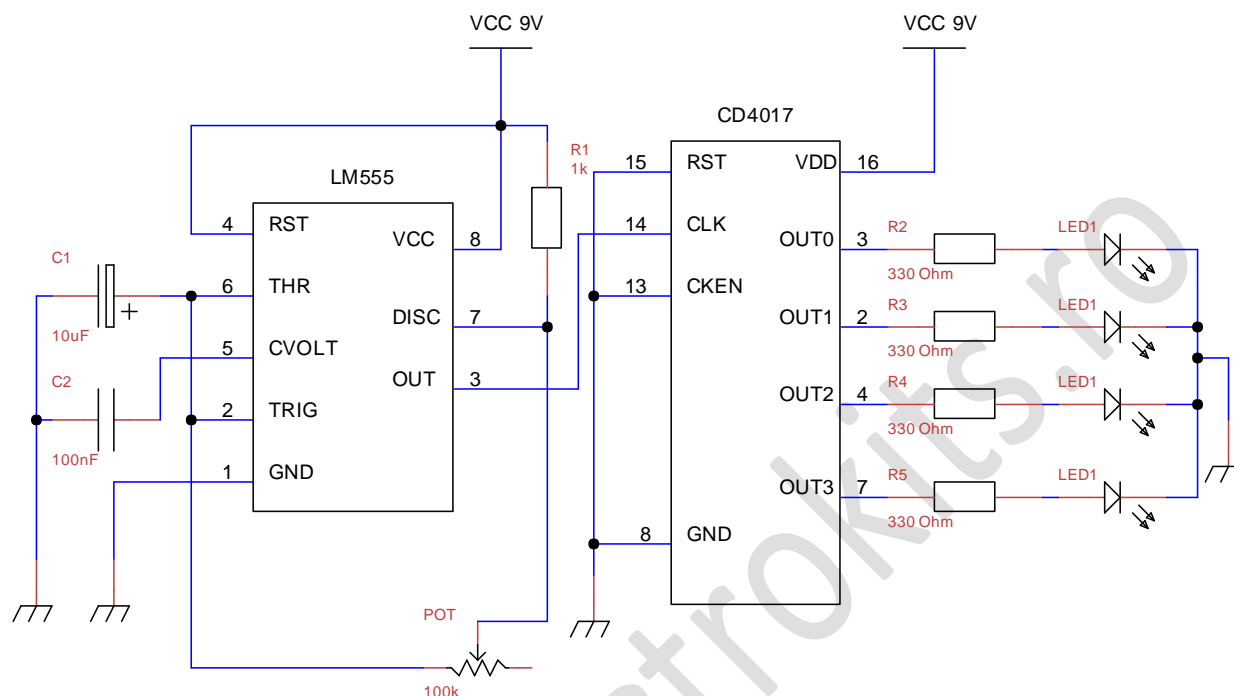 VCC 9V
VCC 9V
CD4017
LM555
R1
1k
15 RST
VDD 16
4 RST
VCC 8
14 CLK
OUT0 3
R2
330 Ohm
LED1
C1
10uF
+
6 THR
13 CKEN
DISC 7
OUT1 2
R3
330 Ohm
LED1
5 CVOLT
C2
100nF
OUT 3
OUT2 4
R4
330 Ohm
LED1
2 TRIG
1 GND
OUT3 7
R5
330 Ohm
LED1
8 GND
POT
100k
strokits.ro